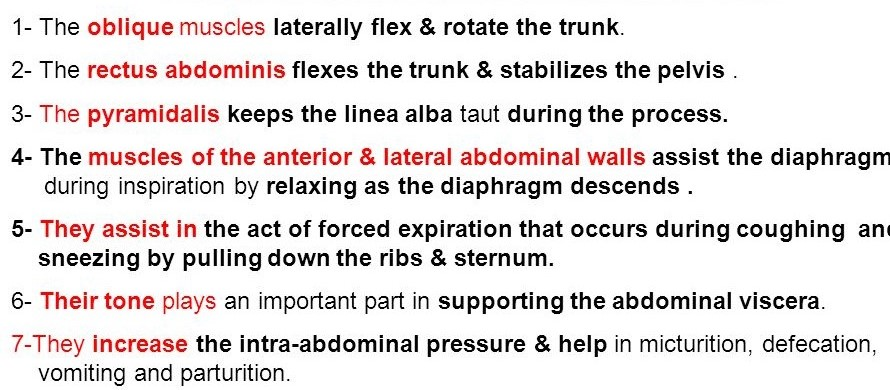 1- The oblique muscles laterally flex & rotate the trunk.
2- The rectus abdominis flexes the trunk & stabilizes the pelvis .
3- The pyramidalis keeps the linea alba taut during the process.
4- The muscles of the anterior & lateral abdominal walls assist the diaphragm
during inspiration by relaxing as the diaphragm descends .
5- They assist in the act of forced expiration that occurs during coughing an
sneezing by pulling down the ribs & sternum.
6- Their tone plays an important part in supporting the abdominal viscera.
7-They increase the intra-abdominal pressure & help in micturition, defecation,
vomiting and parturition.